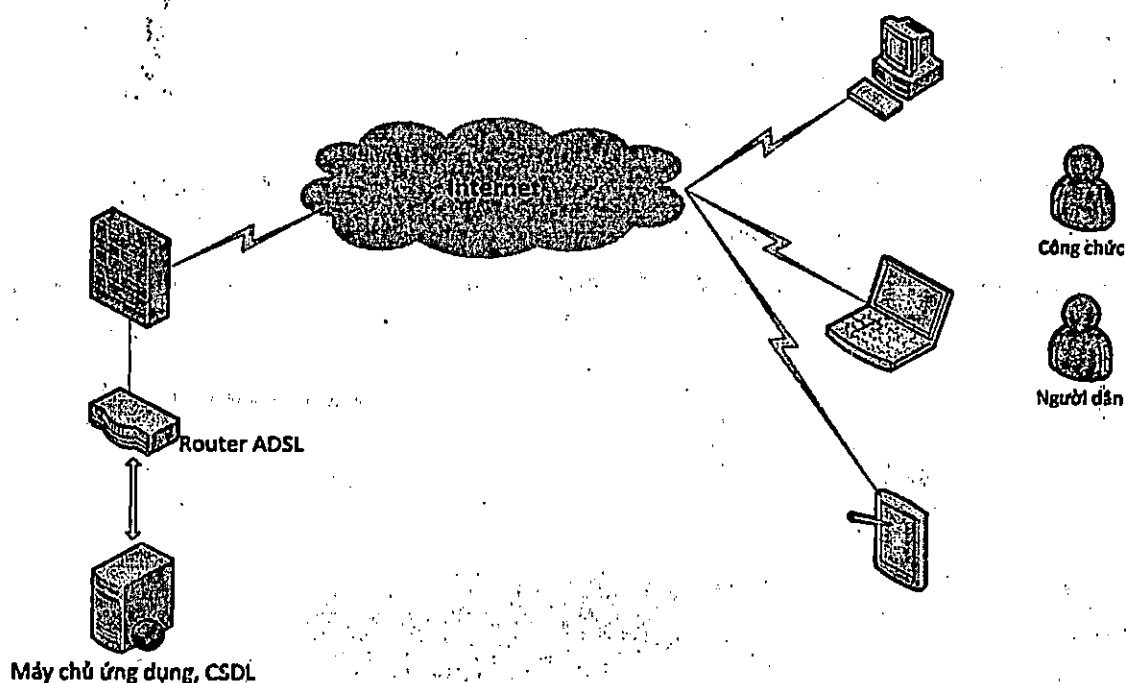 Internet
Công chức
Người dân
Router ADSL
Máy chủ ứng dụng, CSDL